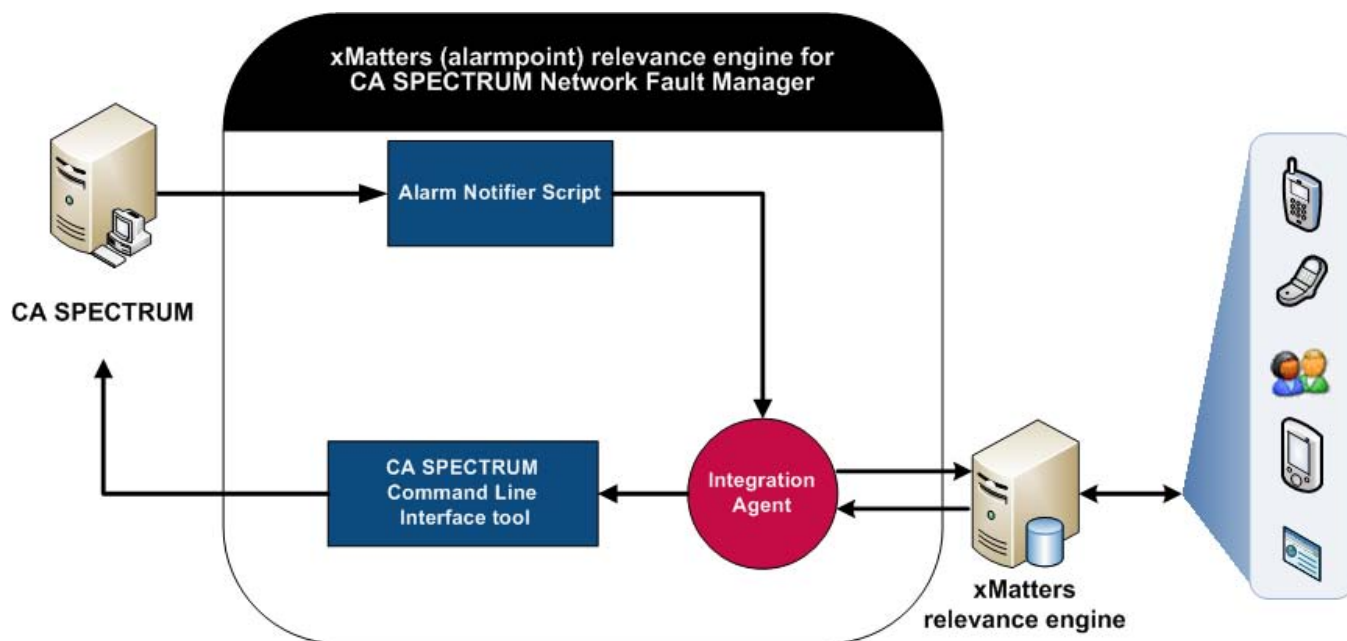 xMatters (alarmpoint) relevance engine for
CA SPECTRUM Network Fault Manager
Alarm Notifier Script
CA SPECTRUM
CA SPECTRUM
Command Line
Interface tool
Integration
Agent
xMatters
relevance engine